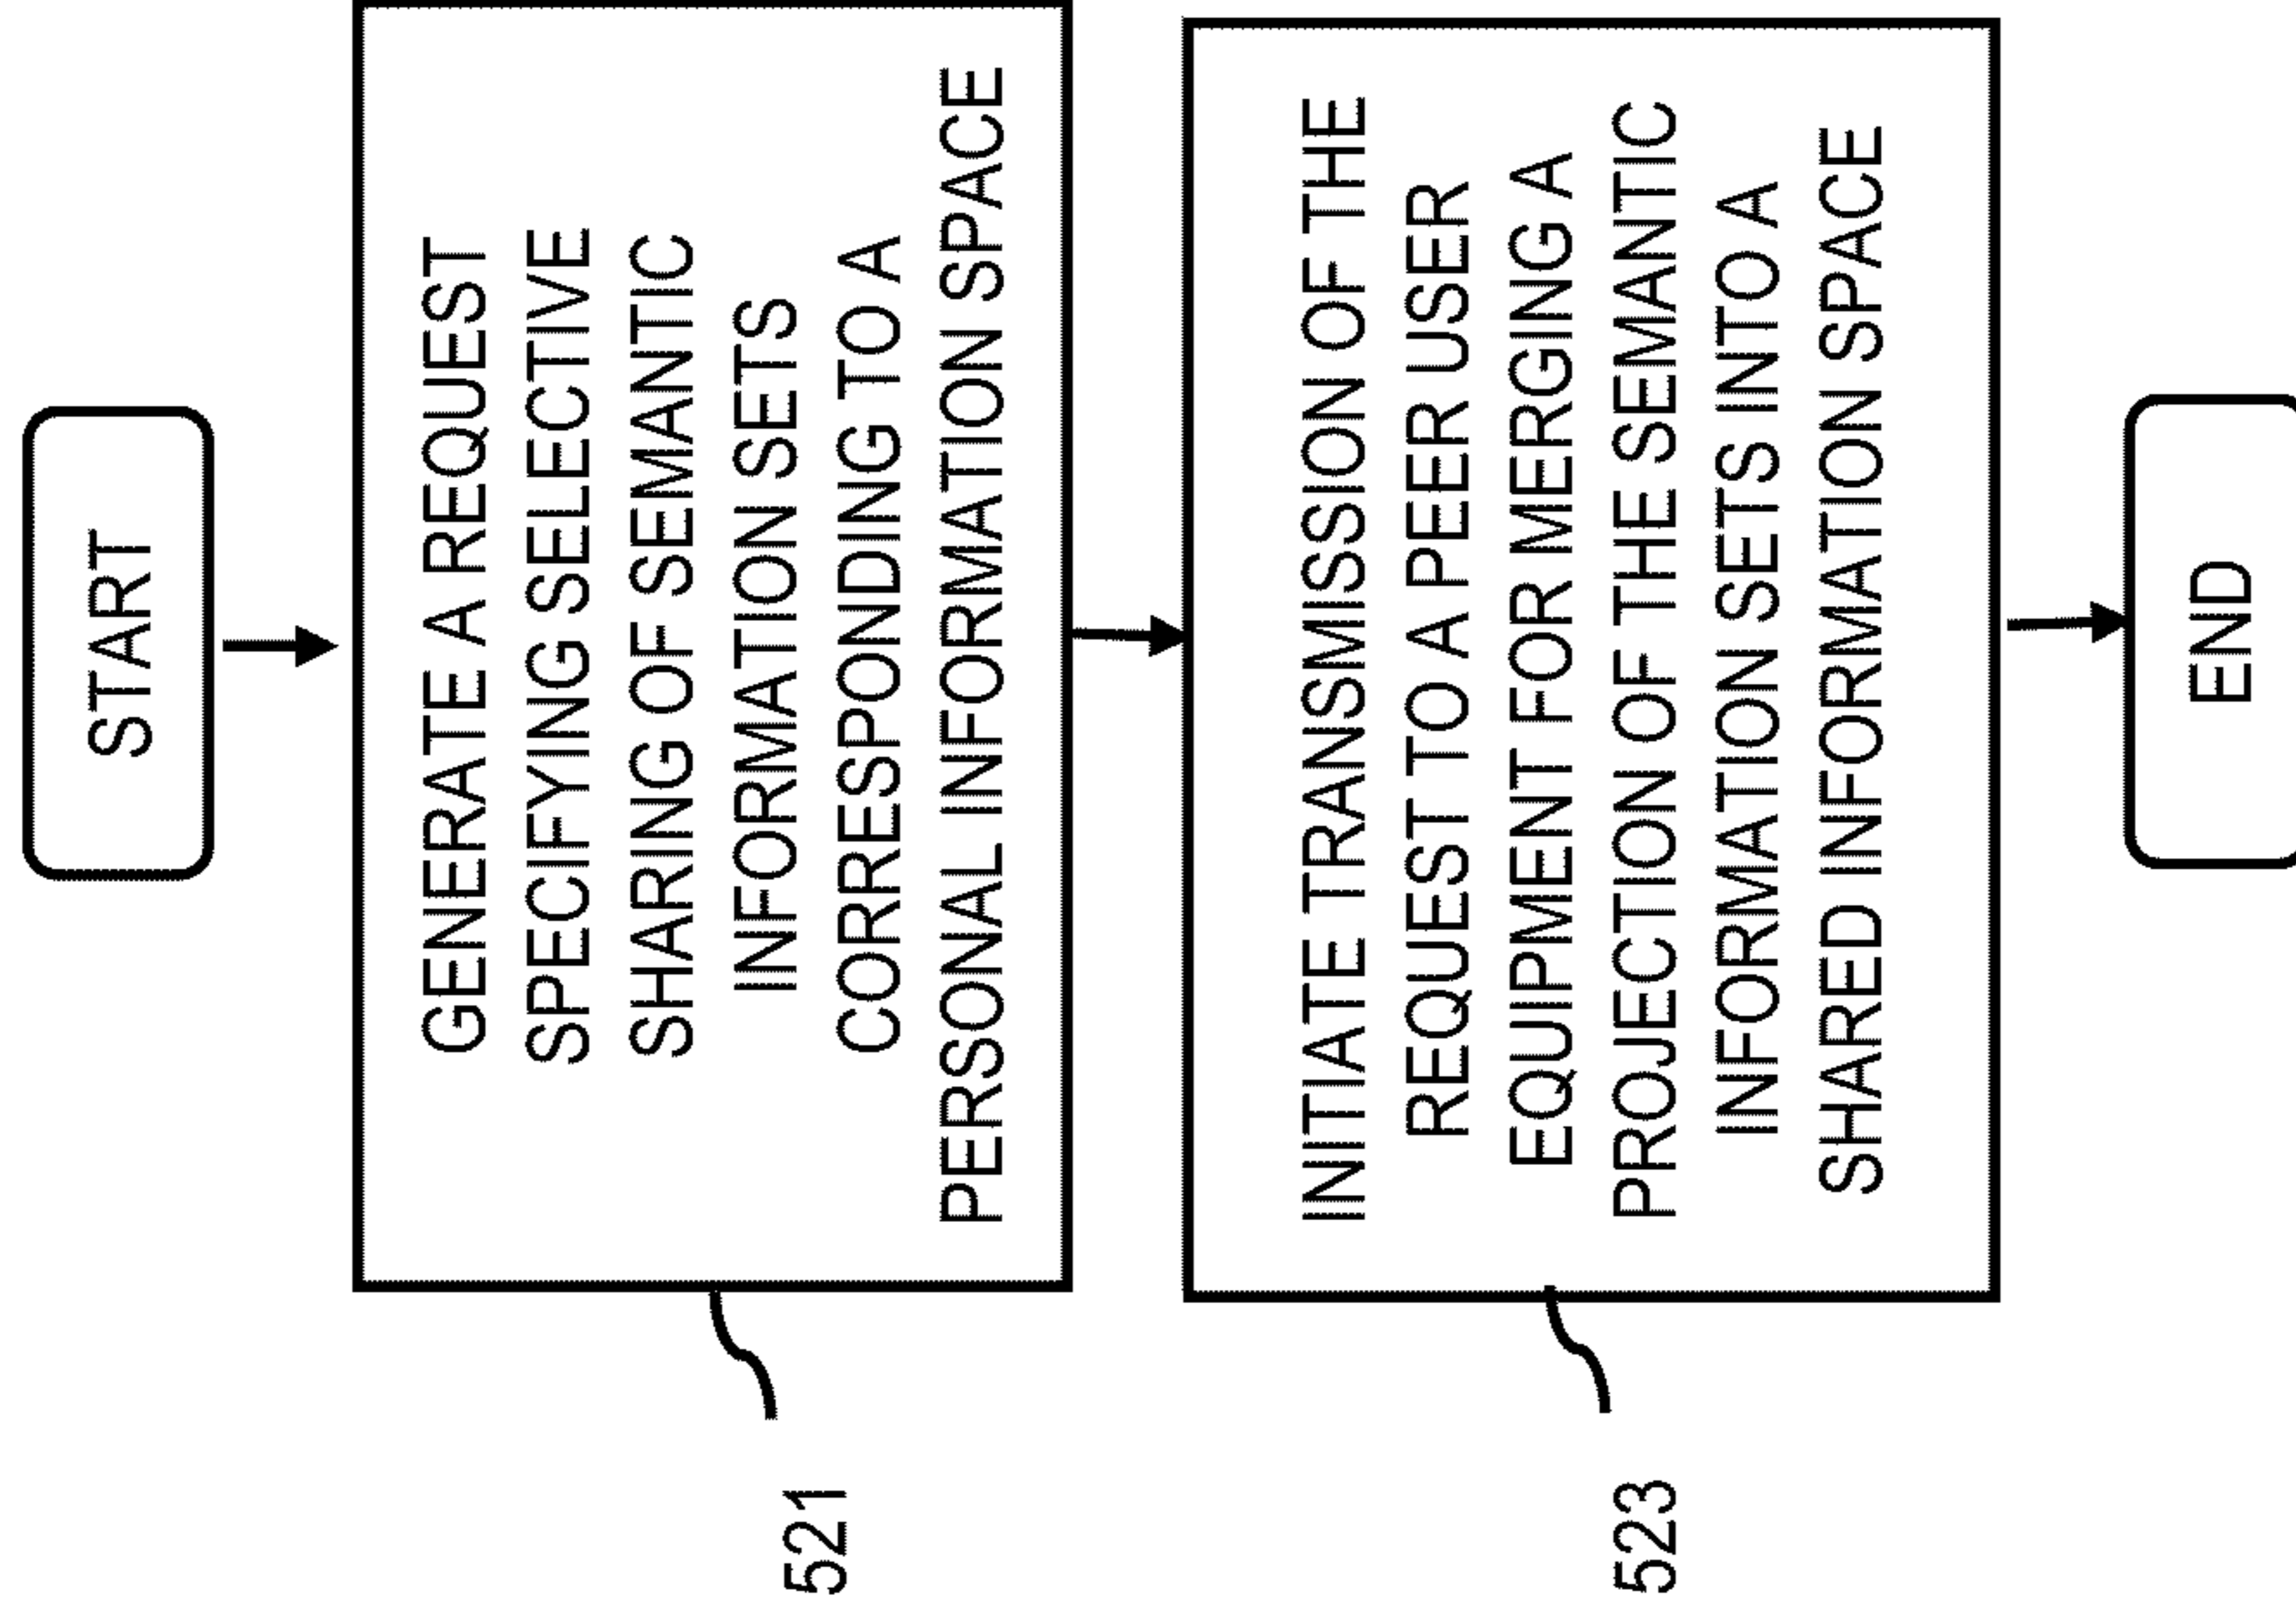 START
GENERATE A REQUEST
SPECIFYING SELECTIVE
SHARING OF SEMANTIC
INFORMATION SETS
CORRESPONDING TO A
PERSONAL INFORMATION SPACE
521
INITIATE TRANSMISSION OF THE
REQUEST TO A PEER USER
EQUIPMENT FOR MERGING A
PROJECTION OF THE SEMANTIC
INFORMATION SETS INTO A
SHARED INFORMATION SPACE
523
END